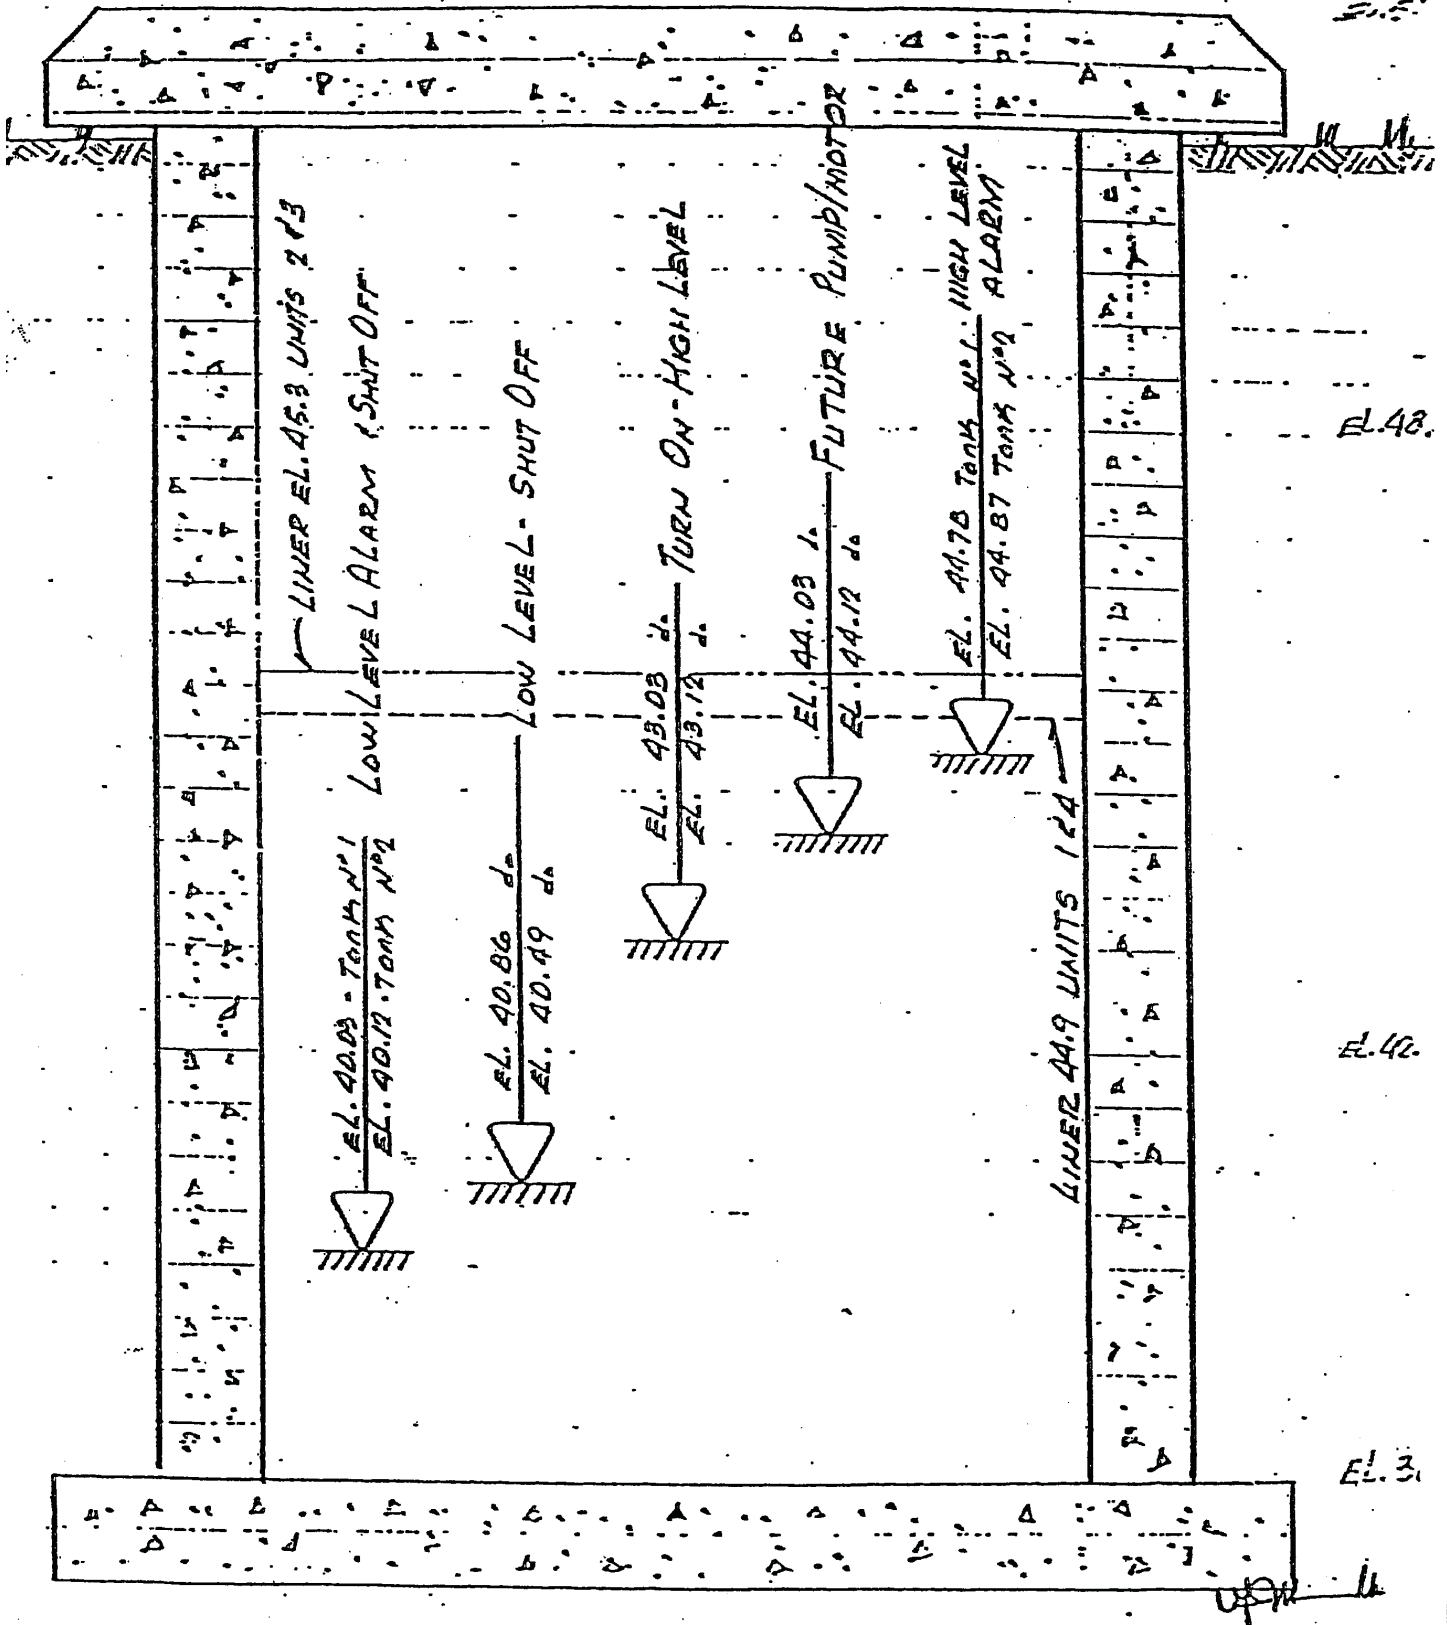 LINER EL. 45.3 UNITS 2 & 3
LOW LEVEL ALARM & SHUT OFF
EL. 40.03 - TANK Nº 1
EL. 40.12 - TANK Nº 2
LOW LEVEL - SHUT OFF
EL. 40.86 do
EL. 40.49 do
TURN ON - HIGH LEVEL
EL. 43.03 do
EL. 43.12 do
FUTURE PUMP/MOTOR
EL. 44.03 do
EL. 44.12 do
HIGH LEVEL
ALARM
EL. 44.78 TANK Nº 1
EL. 44.87 TANK Nº 2
LINER 44.9 UNITS 1 & 4
EL. 48.
EL. 42.
EL. 3